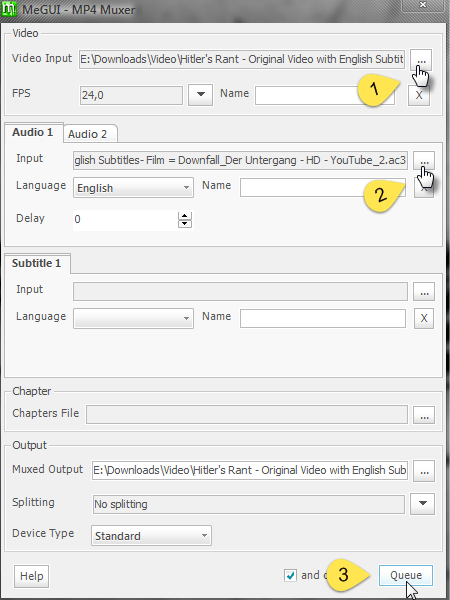 MeGUI - MP4 Muxer
Video
Video Input E:\Downloads\Video\Hitler's Rant - Original Video with English Subtit ...
1
FPS 24,0 Name X
Audio 1 Audio 2
Input glish Subtitles- Film = Downfall_Der Untergang - HD - YouTube_2.ac3 ...
Language English Name X
2
Delay 0
Subtitle 1
Input ...
Language Name X
Chapter
Chapters File ...
Output
Muxed Output E:\Downloads\Video\Hitler's Rant - Original Video with English Sub ...
Splitting No splitting
Device Type Standard
Help and 3 Queue